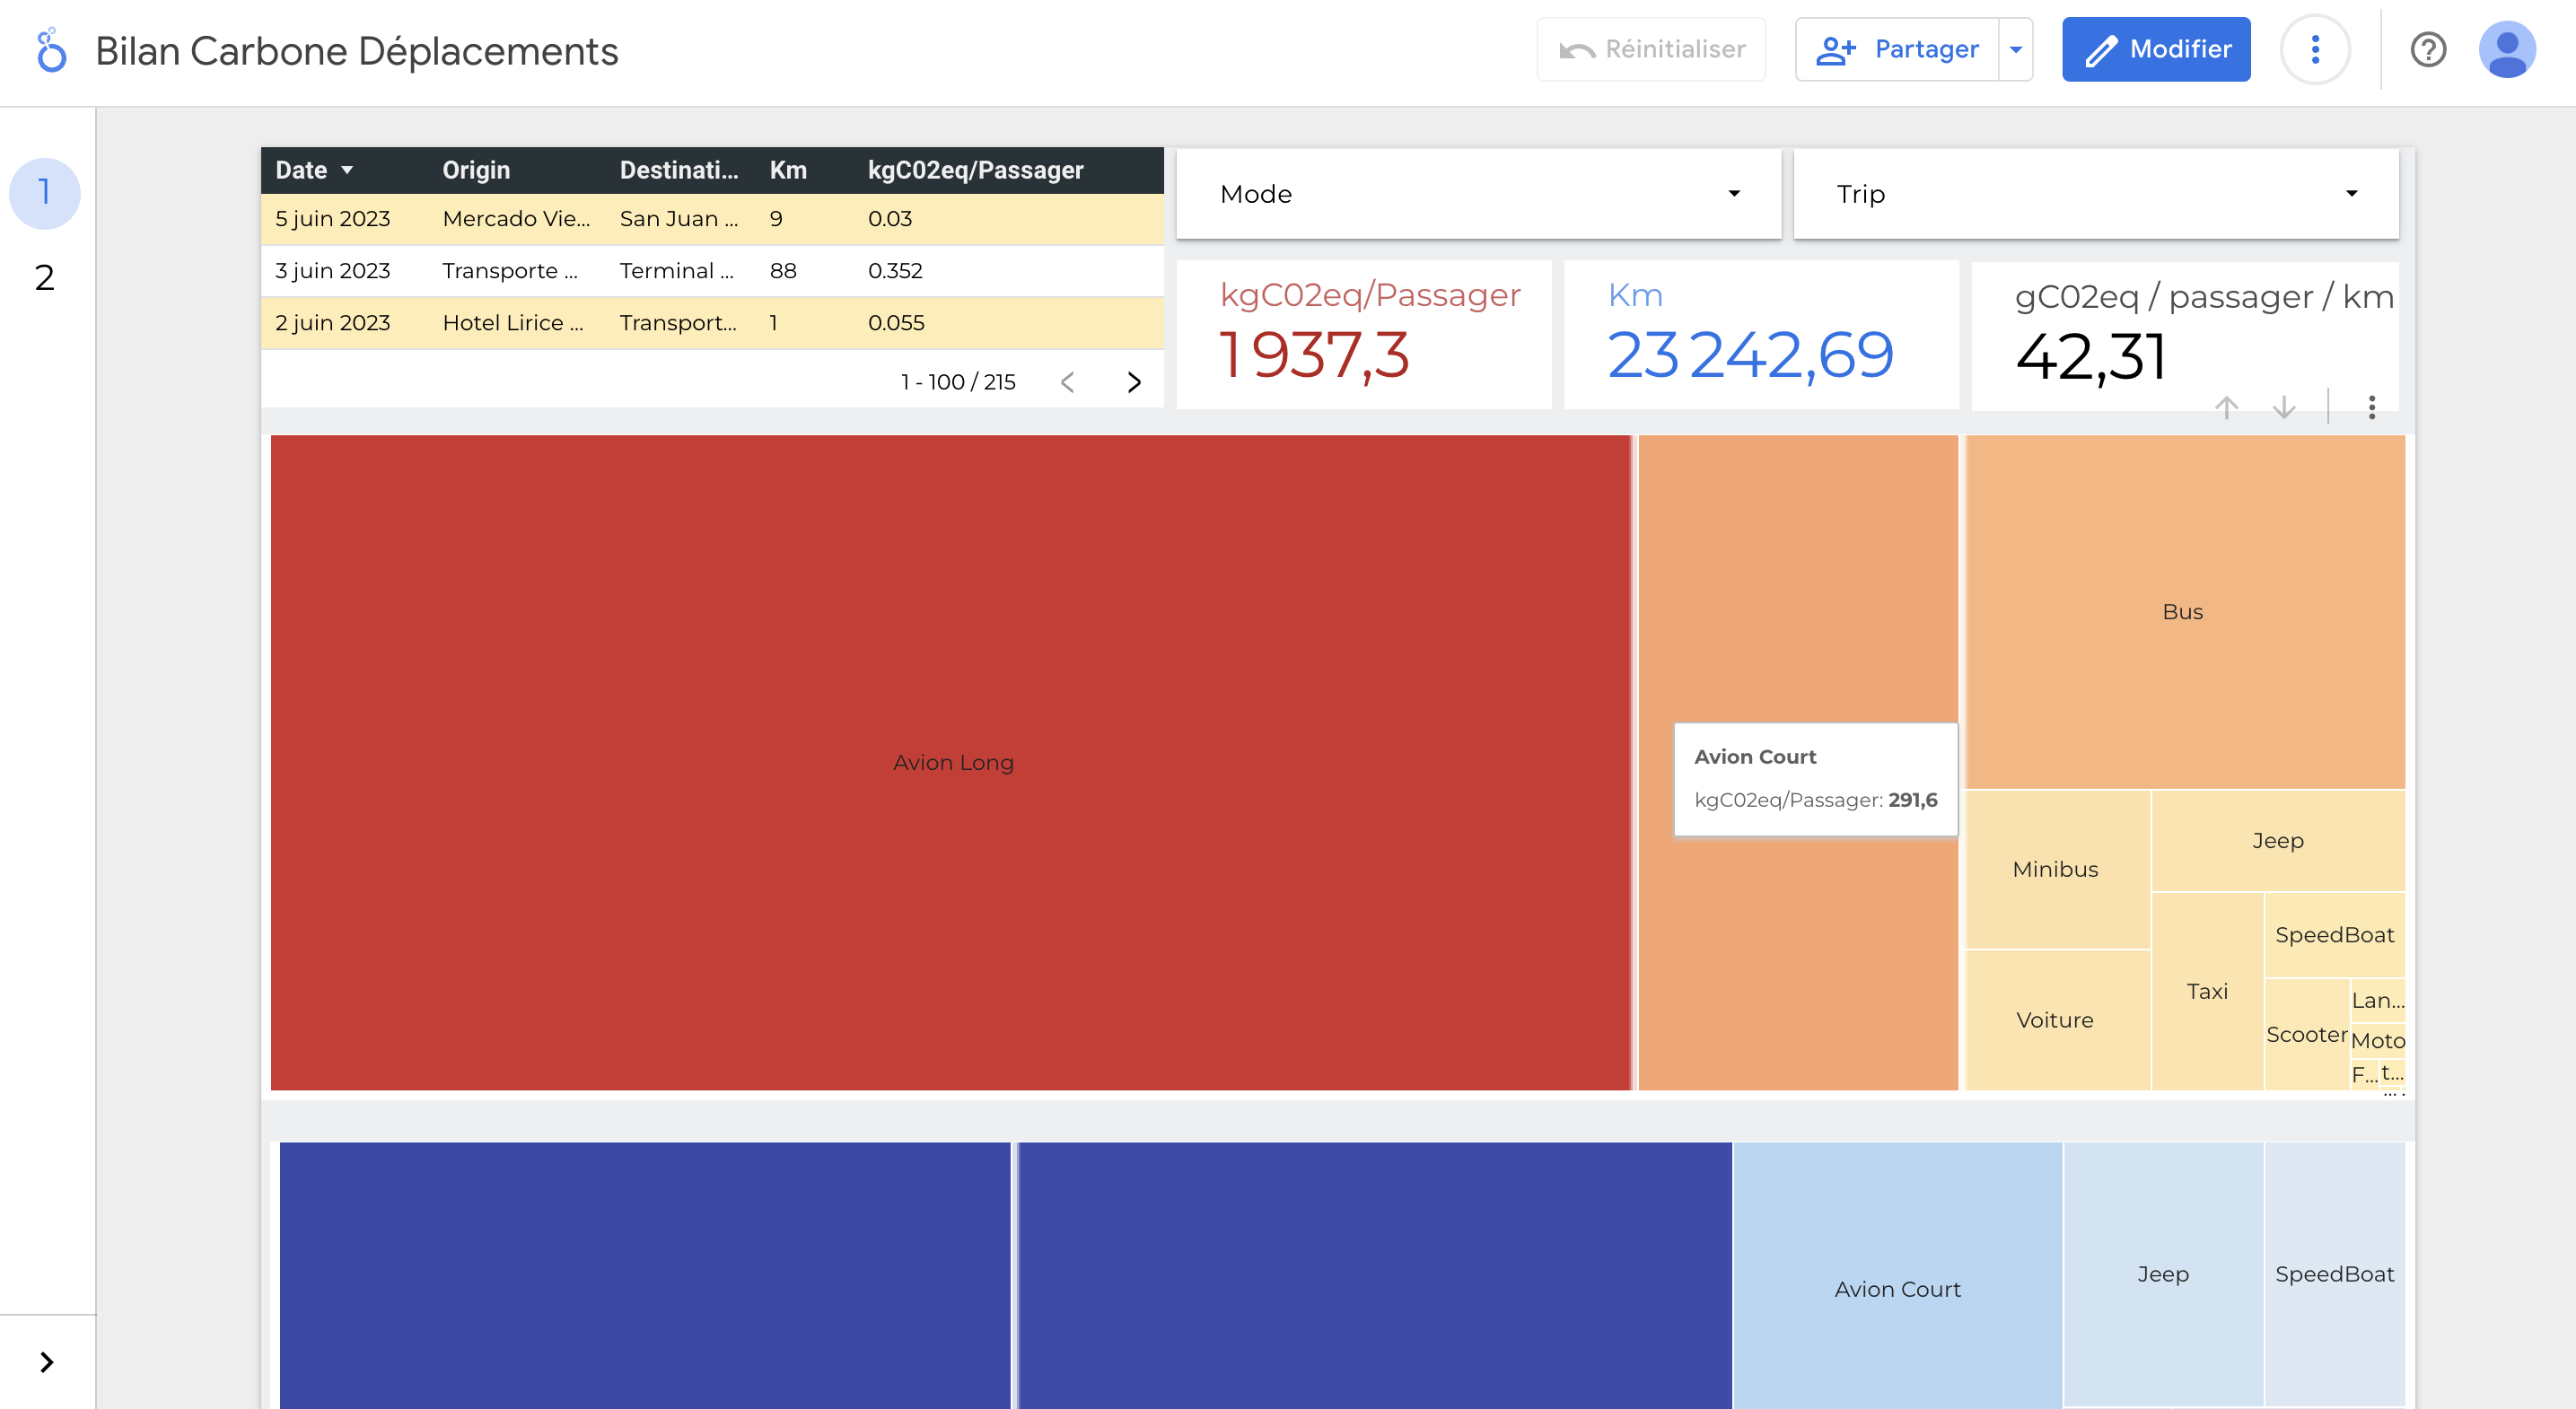 Bilan Carbone Déplacements
Réinitialiser
Partager
Modifier
1
2
Date Origin Destinati... Km kgC02eq/Passager
5 juin 2023 Mercado Vie... San Juan ... 9 0.03
3 juin 2023 Transporte ... Terminal ... 88 0.352
2 juin 2023 Hotel Lirice ... Transport... 1 0.055
1 - 100 / 215
Mode
Trip
kgC02eq/Passager
1 937,3
Km
23 242,69
gC02eq / passager / km
42,31
Avion Long
Avion Court
kgC02eq/Passager: 291,6
Bus
Minibus
Jeep
Voiture
Taxi
SpeedBoat
Scooter
Lan...
Moto
F...
t...
Avion Court
Jeep
SpeedBoat